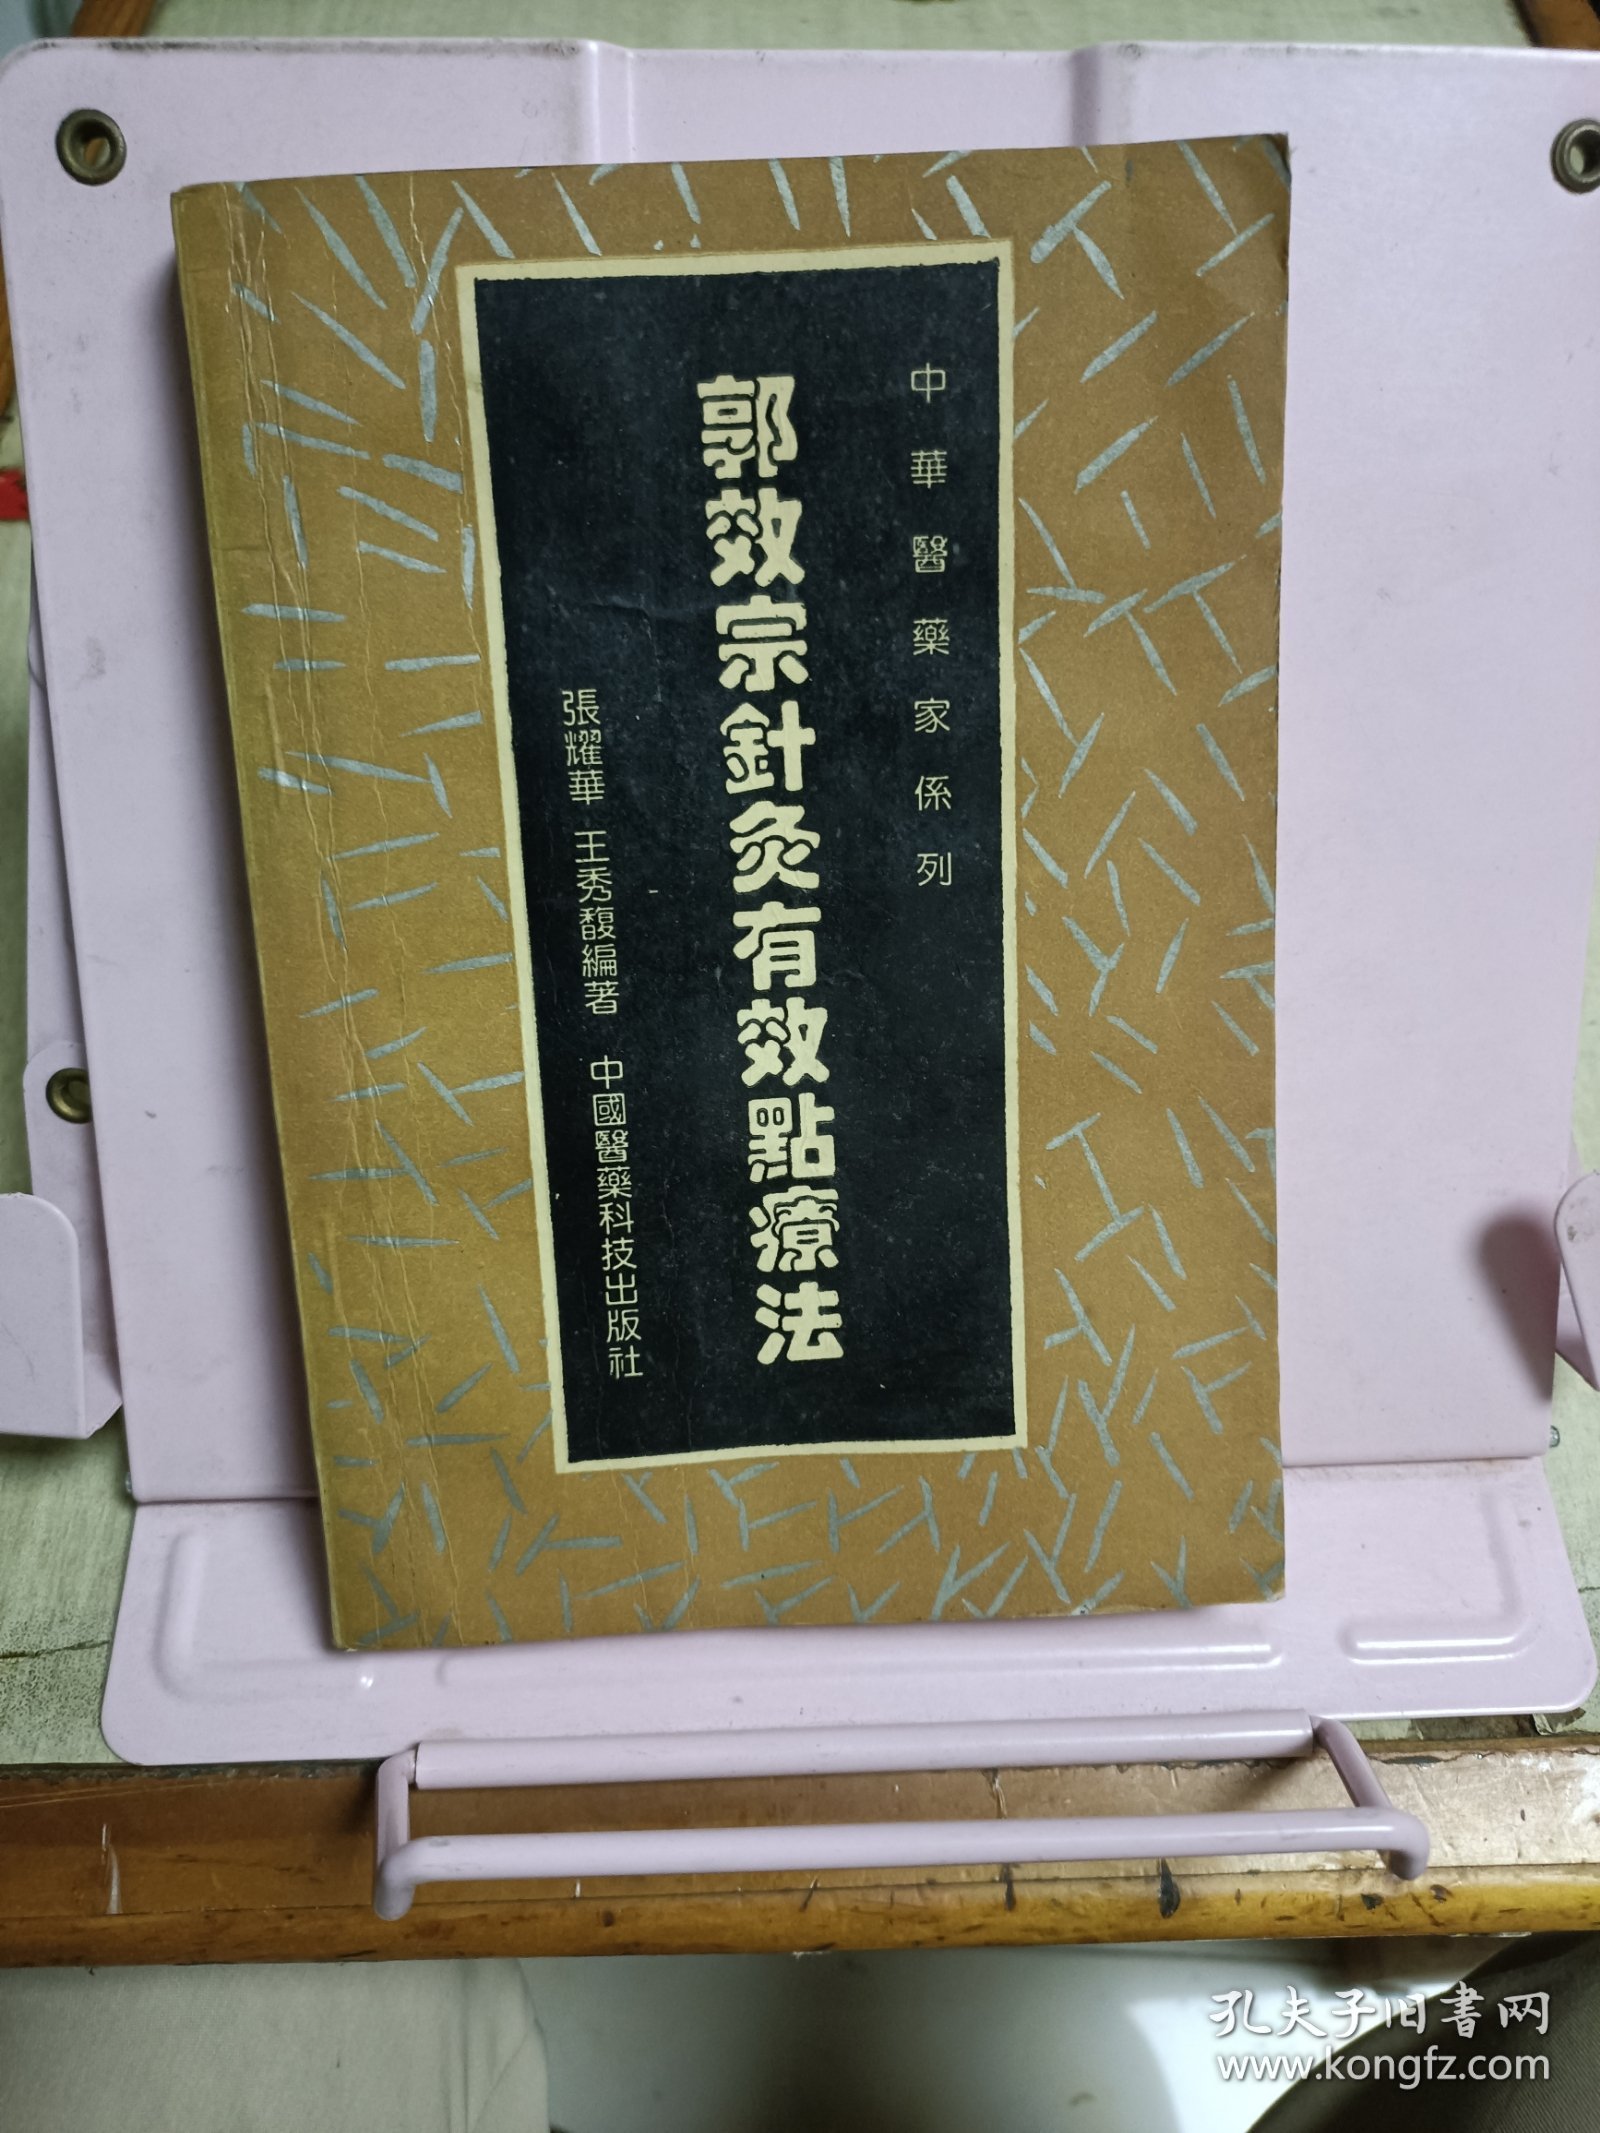 中華醫藥家係列
郭效宗針灸有效點療法
張耀華 王秀馥編著 中國醫藥科技出版社
孔夫子旧書网
www.kongfz.com